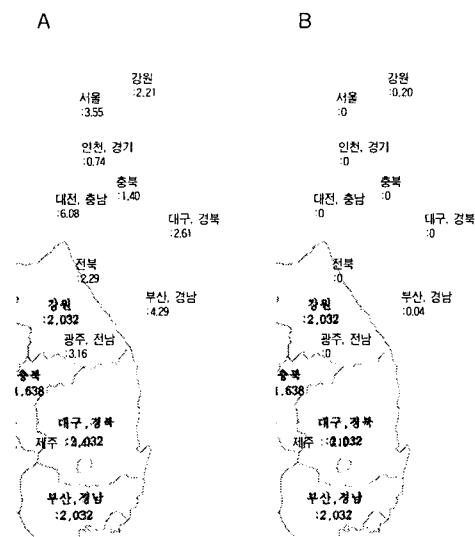 A
강원
:2.21
서울
:3.55
인천, 경기
:0.74
충북
:1.40
대전, 충남
:6.08
대구, 경북
:2.61
전북
:2.29
부산, 경남
:4.29
강원
:2,032
광주, 전남
:3.16
충북
1,638
대구,경북
:2,032
제주
부산,경남
:2,032
B
강원
:0.20
서울
:0
인천, 경기
:0
충북
:0
대전, 충남
:0
대구, 경북
:0
전북
:0
부산, 경남
:0.04
강원
:2,032
광주, 전남
:0
충북
1,638
대구,경북
제주
부산,경남
:2,032